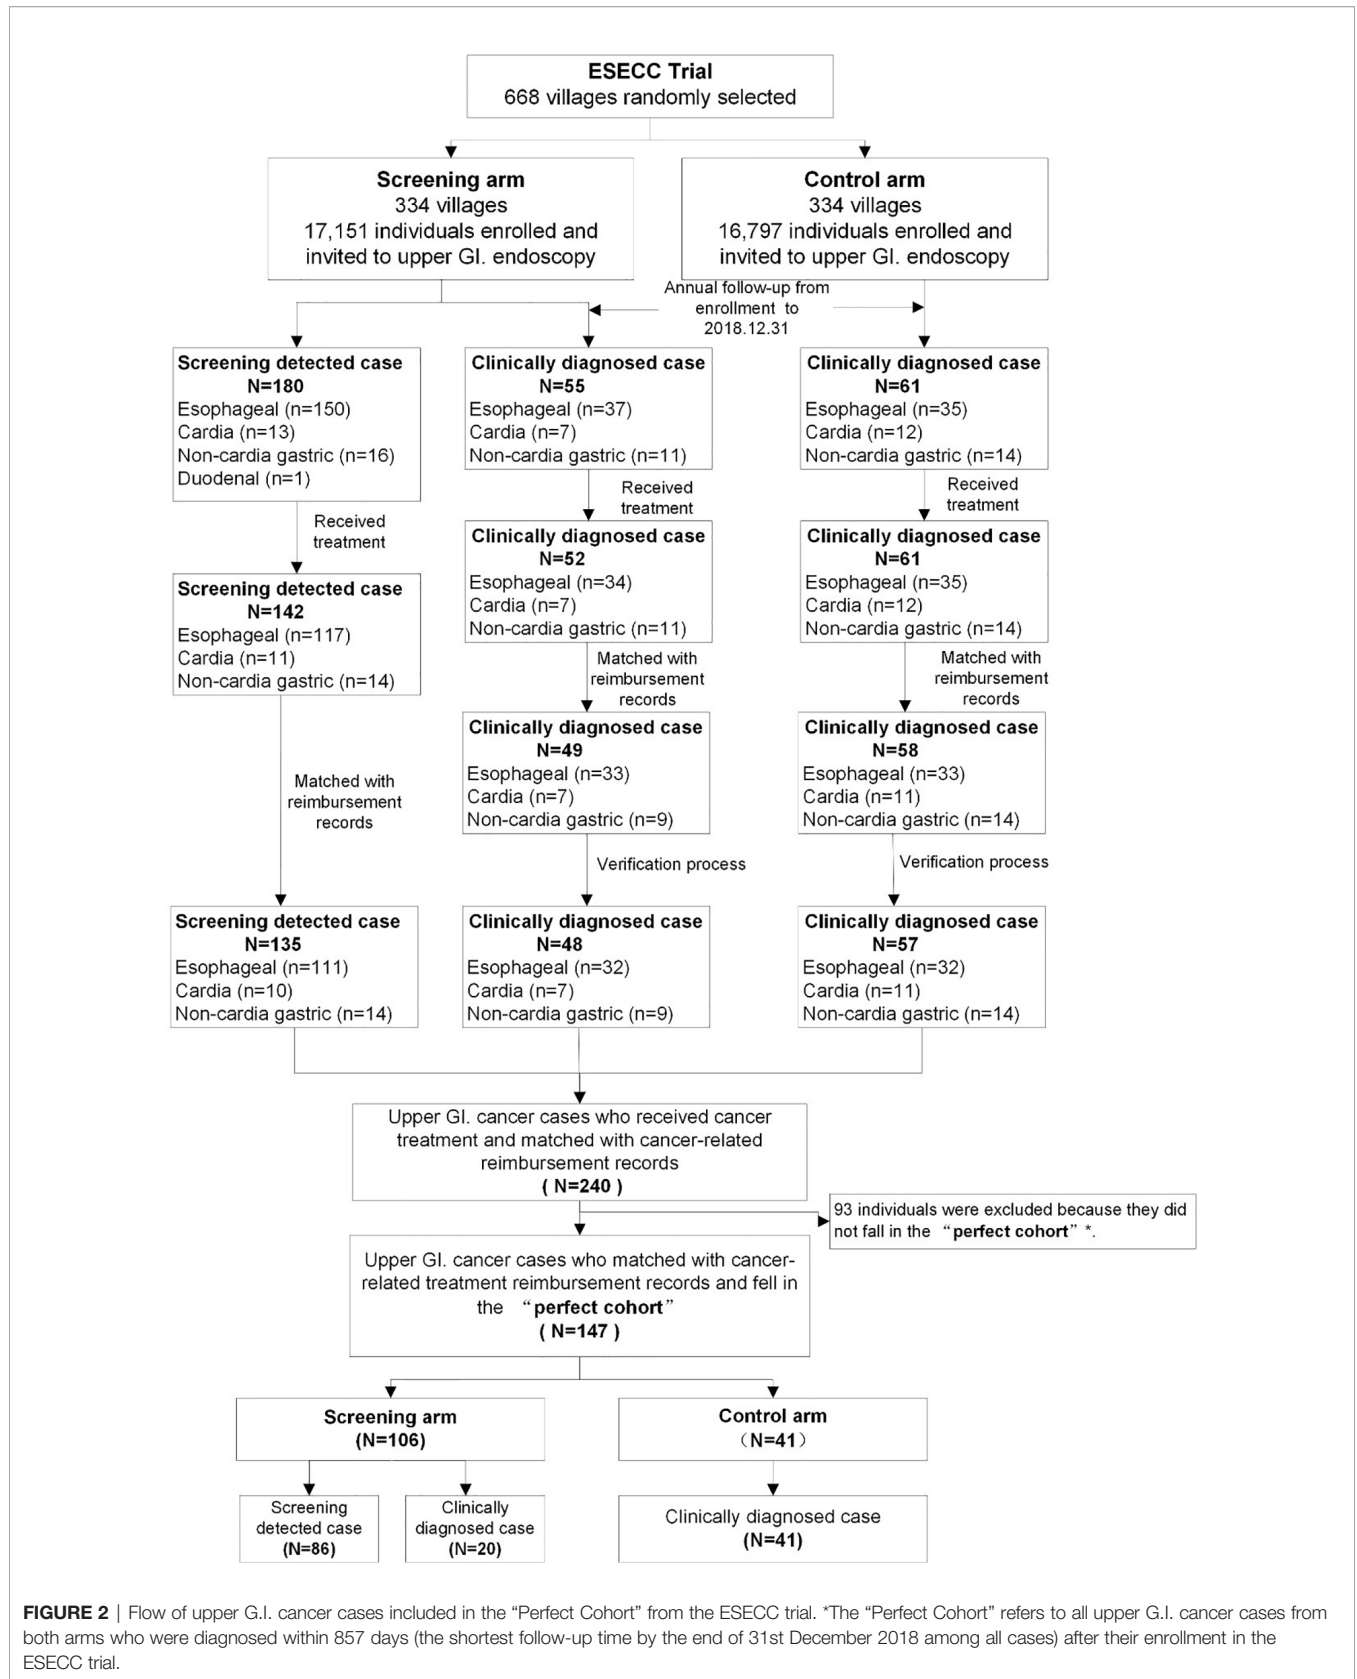 ESECC Trial
668 villages randomly selected
Screening arm
334 villages
17,151 individuals enrolled and
invited to upper GI. endoscopy
Control arm
334 villages
16,797 individuals enrolled and
invited to upper GI. endoscopy
Annual follow-up from
enrollment to
2018.12.31
Screening detected case
N=180
Esophageal (n=150)
Cardia (n=13)
Non-cardia gastric (n=16)
Duodenal (n=1)
Clinically diagnosed case
N=55
Esophageal (n=37)
Cardia (n=7)
Non-cardia gastric (n=11)
Clinically diagnosed case
N=61
Esophageal (n=35)
Cardia (n=12)
Non-cardia gastric (n=14)
Received
treatment
Received
treatment
Received
treatment
Screening detected case
N=142
Esophageal (n=117)
Cardia (n=11)
Non-cardia gastric (n=14)
Clinically diagnosed case
N=52
Esophageal (n=34)
Cardia (n=7)
Non-cardia gastric (n=11)
Clinically diagnosed case
N=61
Esophageal (n=35)
Cardia (n=12)
Non-cardia gastric (n=14)
Matched with
reimbursement
records
Matched with
reimbursement
records
Matched with
reimbursement
records
Clinically diagnosed case
N=49
Esophageal (n=33)
Cardia (n=7)
Non-cardia gastric (n=9)
Clinically diagnosed case
N=58
Esophageal (n=33)
Cardia (n=11)
Non-cardia gastric (n=14)
Verification process
Verification process
Screening detected case
N=135
Esophageal (n=111)
Cardia (n=10)
Non-cardia gastric (n=14)
Clinically diagnosed case
N=48
Esophageal (n=32)
Cardia (n=7)
Non-cardia gastric (n=9)
Clinically diagnosed case
N=57
Esophageal (n=32)
Cardia (n=11)
Non-cardia gastric (n=14)
Upper GI. cancer cases who received cancer
treatment and matched with cancer-related
reimbursement records
( N=240 )
93 individuals were excluded because they did
not fall in the “perfect cohort” *.
Upper GI. cancer cases who matched with cancer-
related treatment reimbursement records and fell in
the “perfect cohort”
( N=147 )
Screening arm
(N=106)
Control arm
（N=41）
Screening
detected case
(N=86)
Clinically
diagnosed case
(N=20)
Clinically diagnosed case
(N=41)
FIGURE 2 | Flow of upper G.I. cancer cases included in the “Perfect Cohort” from the ESECC trial. *The “Perfect Cohort” refers to all upper G.I. cancer cases from
both arms who were diagnosed within 857 days (the shortest follow-up time by the end of 31st December 2018 among all cases) after their enrollment in the
ESECC trial.